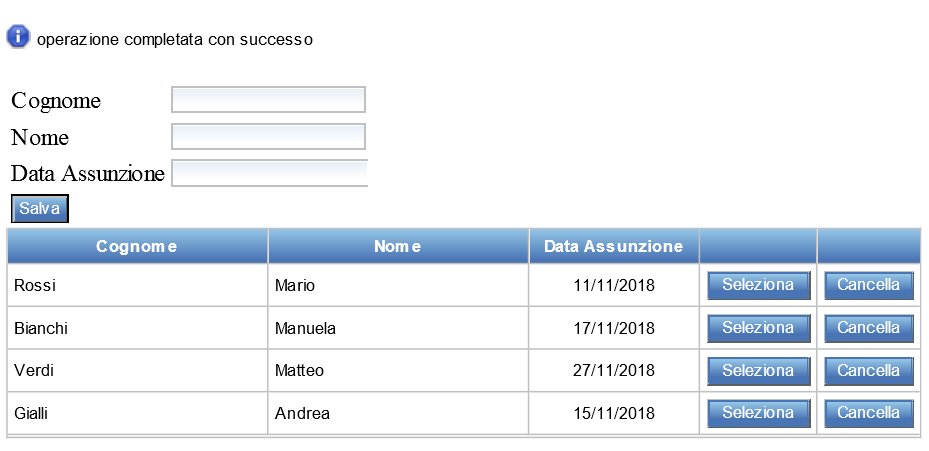 operazione completata con successo
Cognome
Nome
Data Assunzione
Salva
Cognome Nome Data Assunzione
Rossi Mario 11/11/2018 Seleziona Cancella
Bianchi Manuela 17/11/2018 Seleziona Cancella
Verdi Matteo 27/11/2018 Seleziona Cancella
Gialli Andrea 15/11/2018 Seleziona Cancella